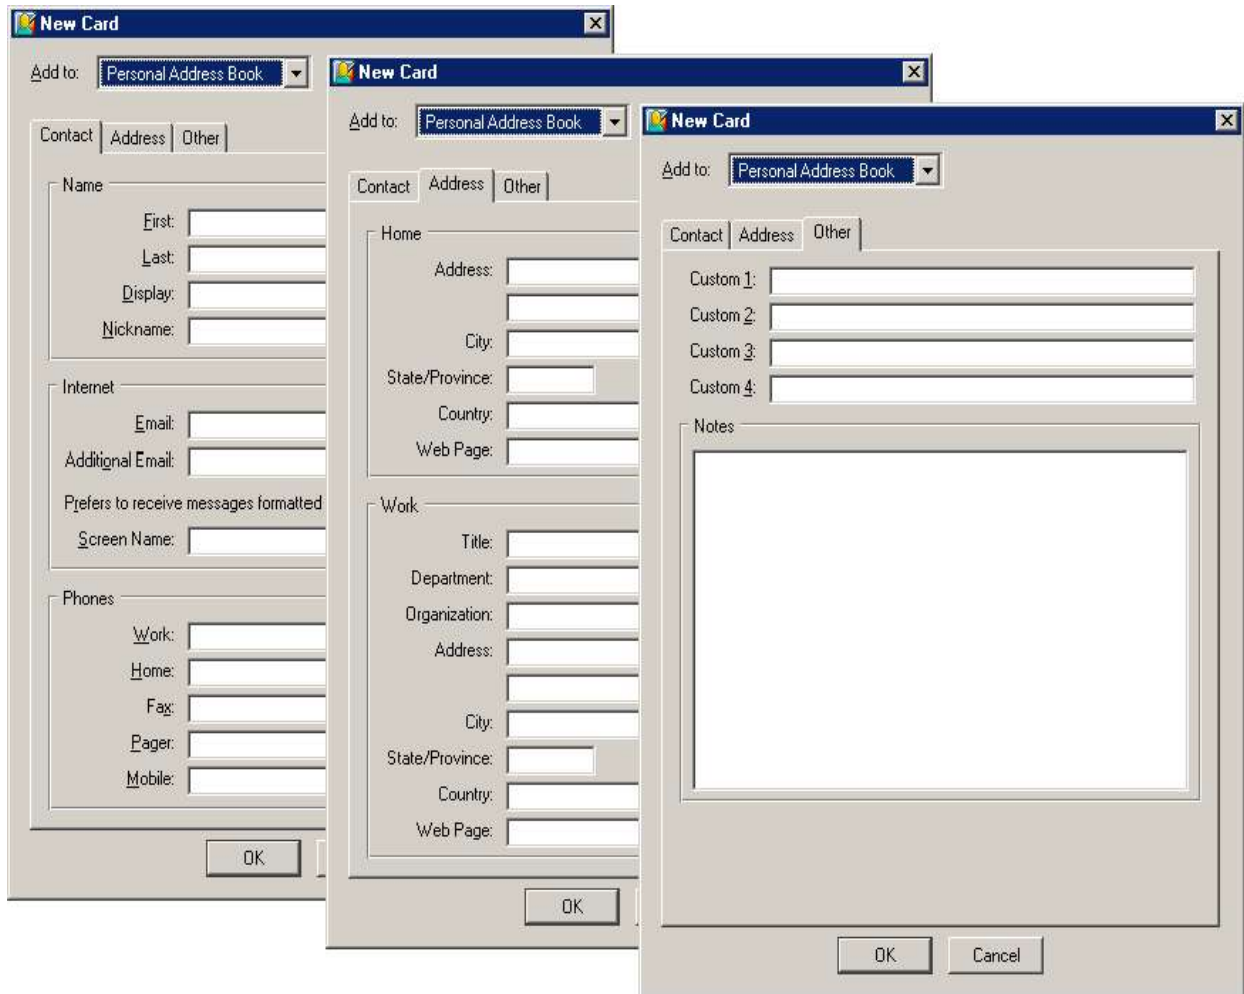 New Card
Add to: Personal Address Book
Contact Address Other
Name
First:
Last:
Display:
Nickname:
Internet
Email:
Additional Email:
Prefers to receive messages formatted
Screen Name:
Phones
Work:
Home:
Fax:
Pager:
Mobile:
OK
New Card
Add to: Personal Address Book
Contact Address Other
Home
Address:
City:
State/Province:
Country:
Web Page:
Work
Title:
Department:
Organization:
Address:
City:
State/Province:
Country:
Web Page:
OK
New Card
Add to: Personal Address Book
Contact Address Other
Custom 1:
Custom 2:
Custom 3:
Custom 4:
Notes
OK Cancel